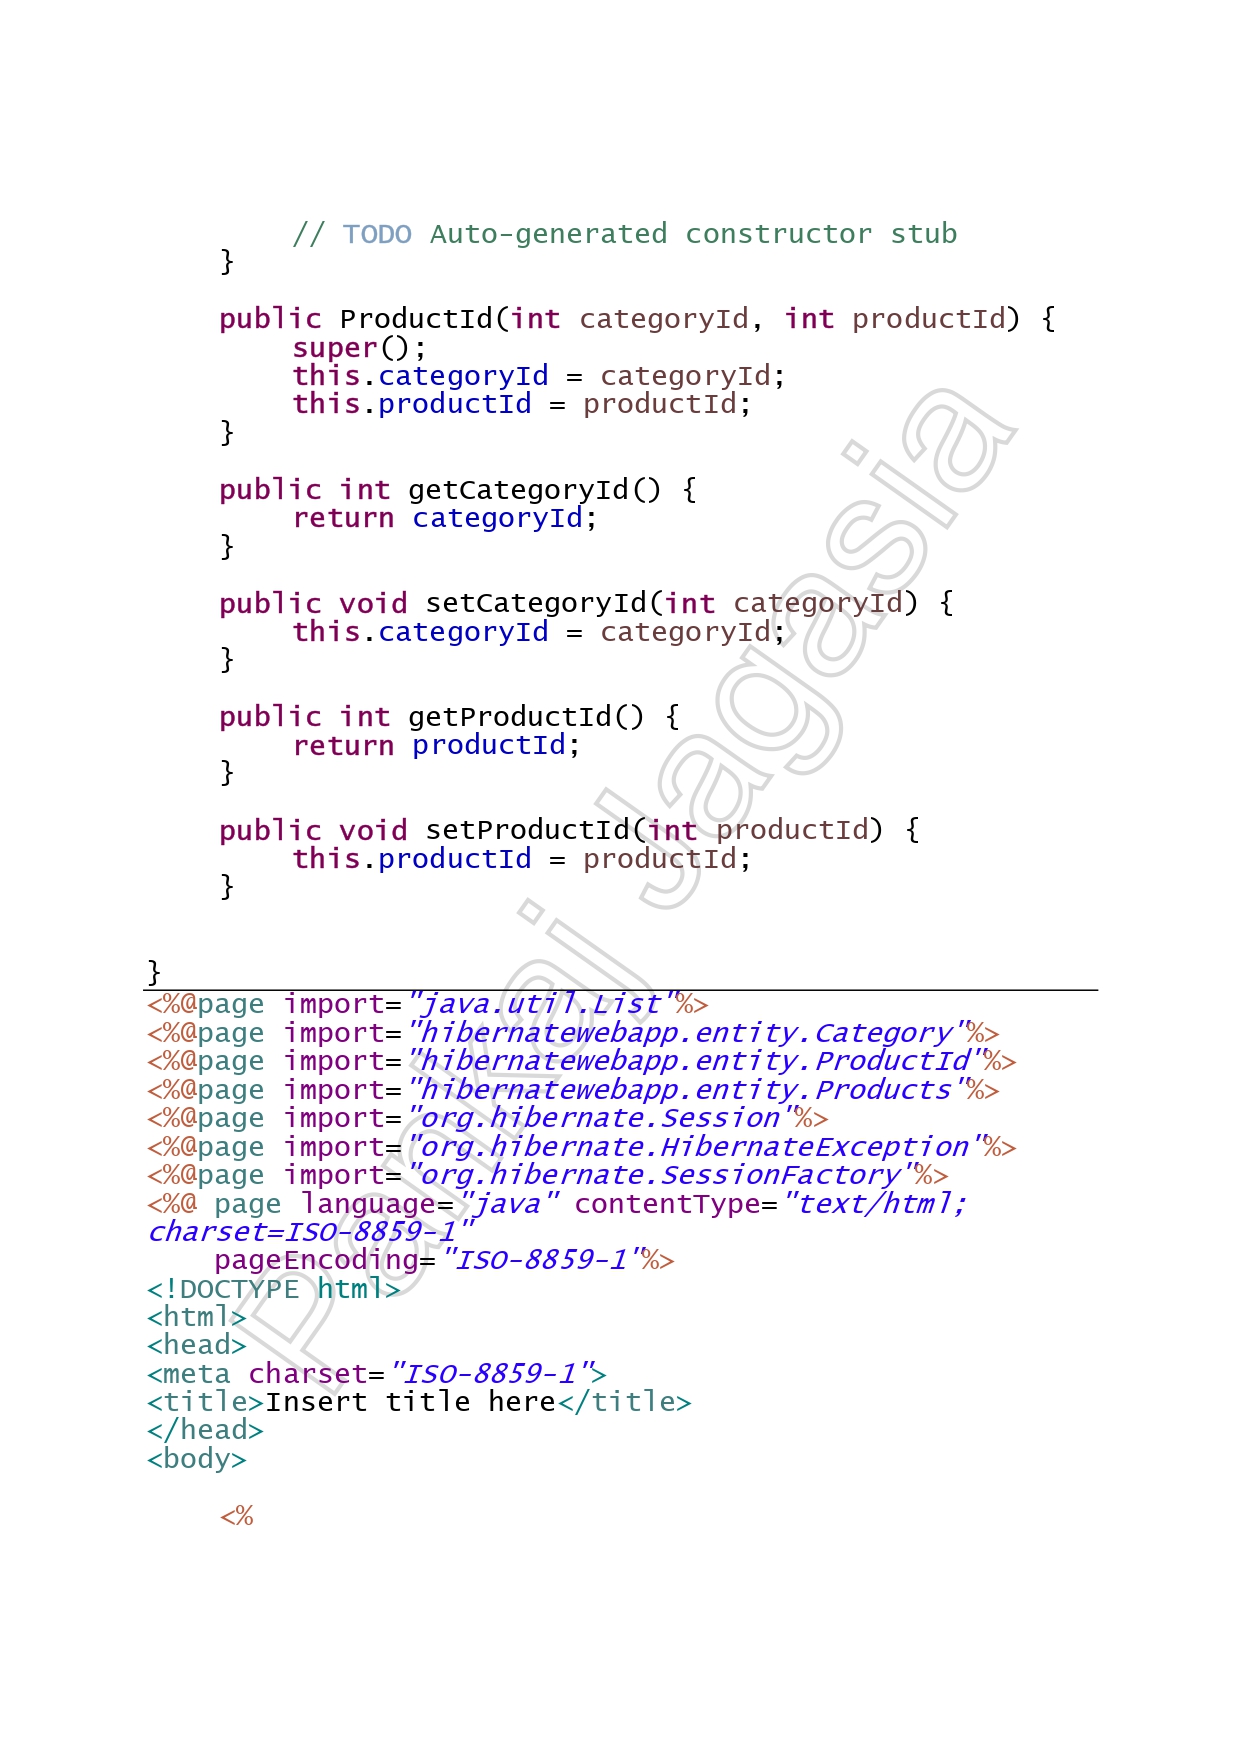 // TODO Auto-generated constructor stub
}
public ProductId(int categoryId, int productId) {
super();
this.categoryId = categoryId;
this.productId = productId;
}
public int getCategoryId() {
return categoryId;
}
public void setCategoryId(int categoryId) {
this.categoryId = categoryId;
}
public int getProductId() {
return productId;
}
public void setProductId(int productId) {
this.productId = productId;
}
}
<%@page import="java.util.List"%>
<%@page import="hibernatewebapp.entity.Category"%>
<%@page import="hibernatewebapp.entity.ProductId"%>
<%@page import="hibernatewebapp.entity.Products"%>
<%@page import="org.hibernate.Session"%>
<%@page import="org.hibernate.HibernateException"%>
<%@page import="org.hibernate.SessionFactory"%>
<%@ page language="java" contentType="text/html;
charset=ISO-8859-1"
pageEncoding="ISO-8859-1"%>
<!DOCTYPE html>
<html>
<head>
<meta charset="ISO-8859-1">
<title>Insert title here</title>
</head>
<body>
<%
Pankaj Jagasia